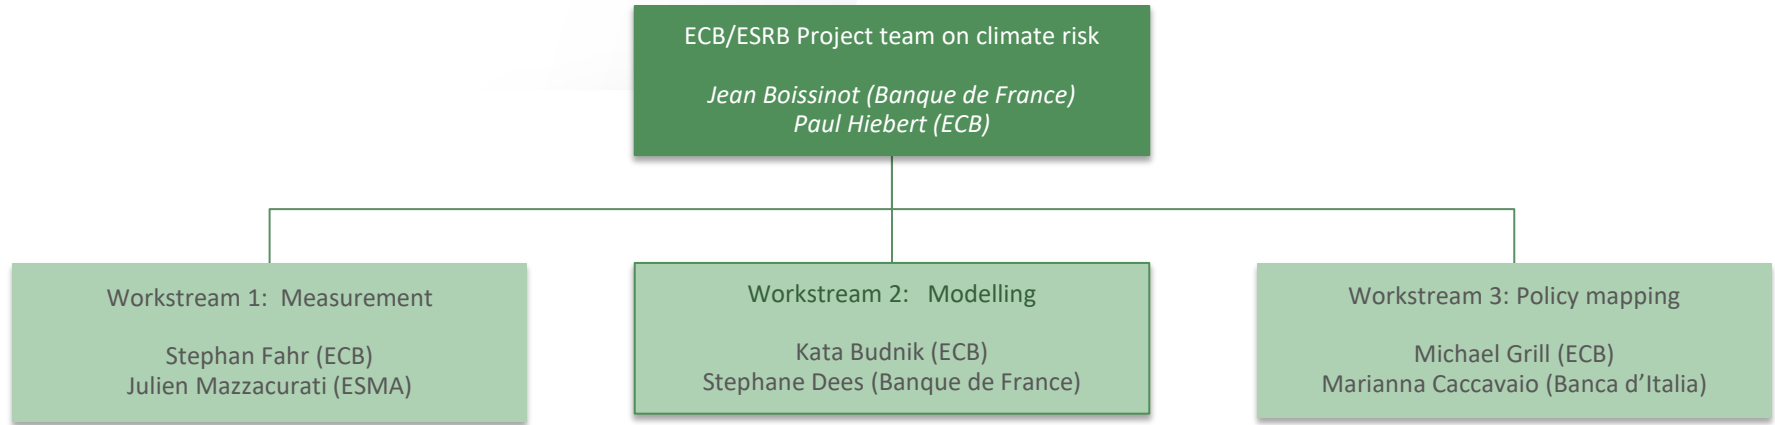 ECB/ESRB Project team on climate risk
Jean Boissinot (Banque de France)
Paul Hiebert (ECB)
Workstream 1: Measurement
Stephan Fahr (ECB)
Julien Mazzacurati (ESMA)
Workstream 2: Modelling
Kata Budnik (ECB)
Stephane Dees (Banque de France)
Workstream 3: Policy mapping
Michael Grill (ECB)
Marianna Caccavaio (Banca d’Italia)